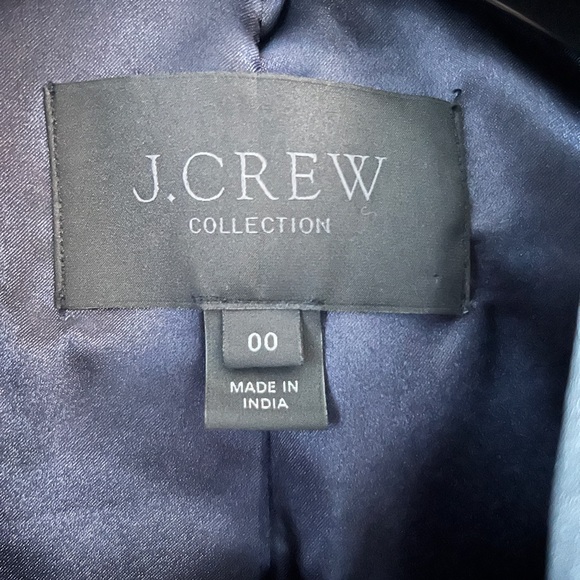 J.CREW
COLLECTION
00
MADE IN
INDIA